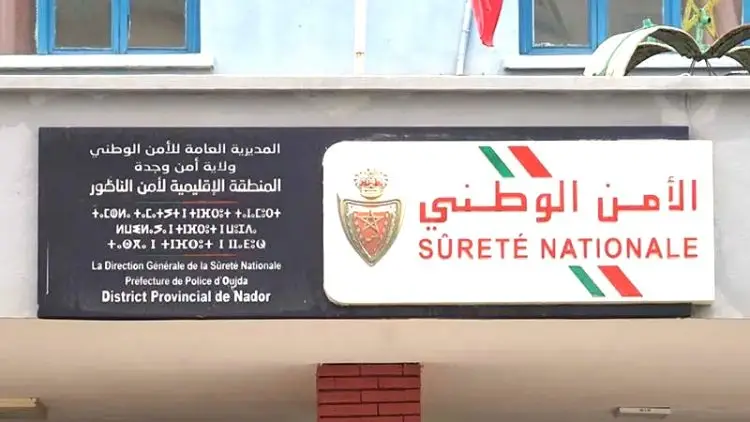 المديرية العامة للأمن الوطني
ولاية أمن وجدة
المنطقة الإقليمية لأمن الناظور
La Direction Générale de la Sûreté Nationale
Préfecture de Police d'Oujda
District Provincial de Nador
الأمن الوطني
SÛRETÉ NATIONALE